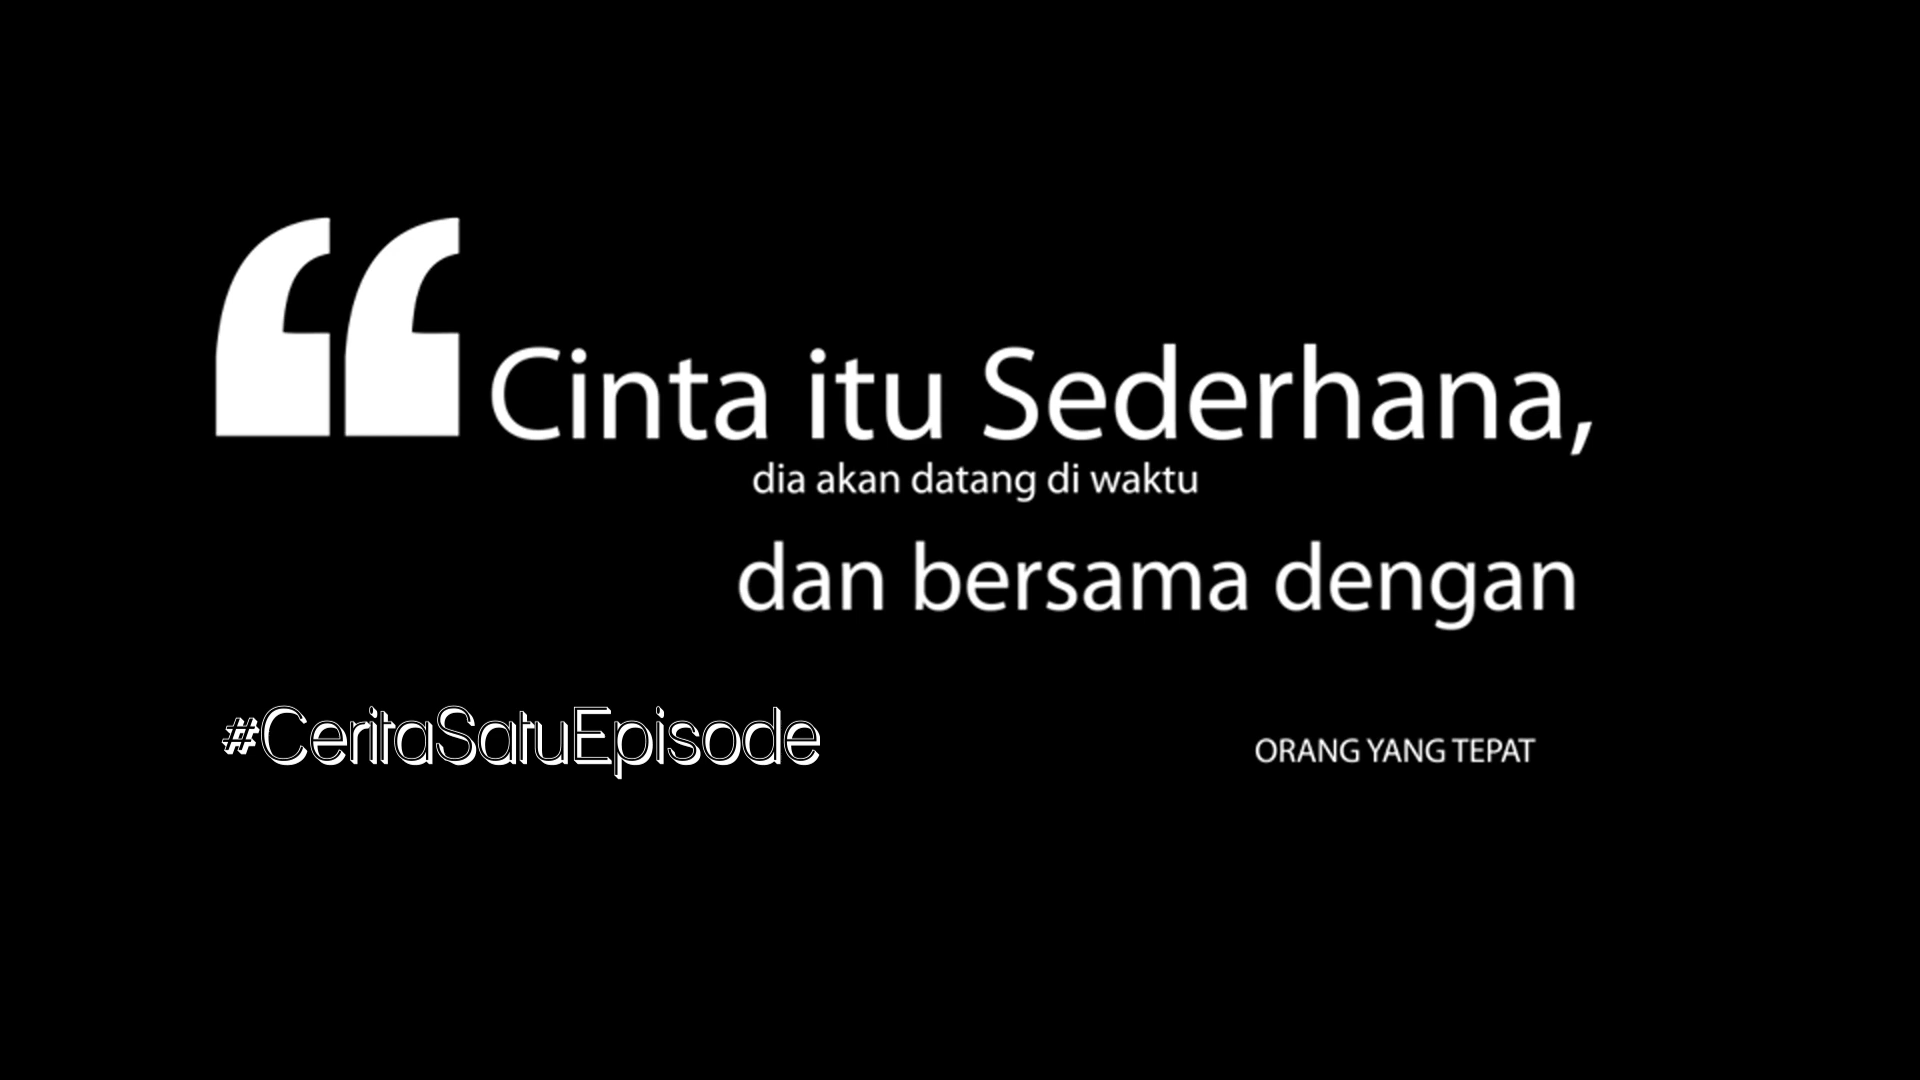 “Cinta itu Sederhana,
dia akan datang di waktu
dan bersama dengan
#CeritaSatuEpisode
ORANG YANG TEPAT